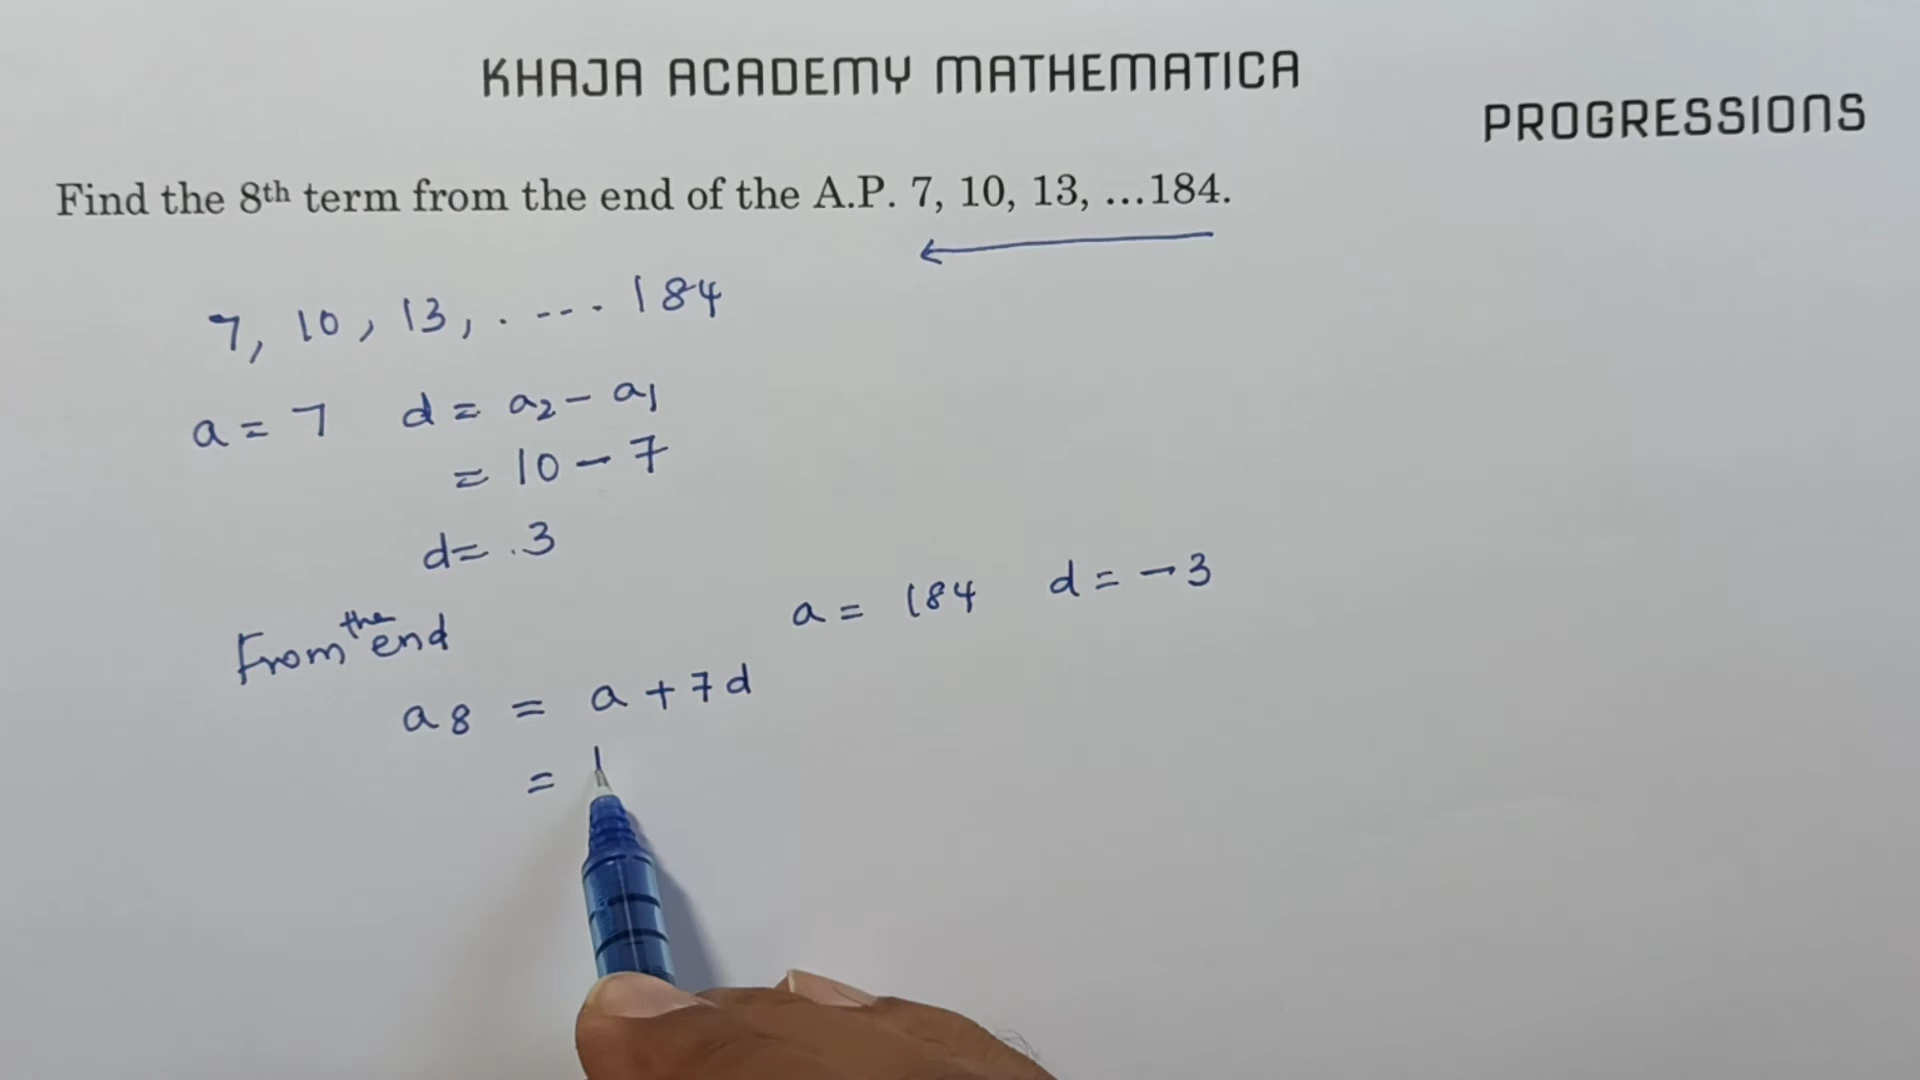 KHAJA ACADEMY MATHEMATICA
PROGRESSIONS
Find the 8th term from the end of the A.P. 7, 10, 13, ...184.
7, 10, 13, . --- . 184
a = 7 d = a2 - a1
= 10 - 7
d = .3
From the end a = 184 d = -3
a8 = a + 7d
= 1